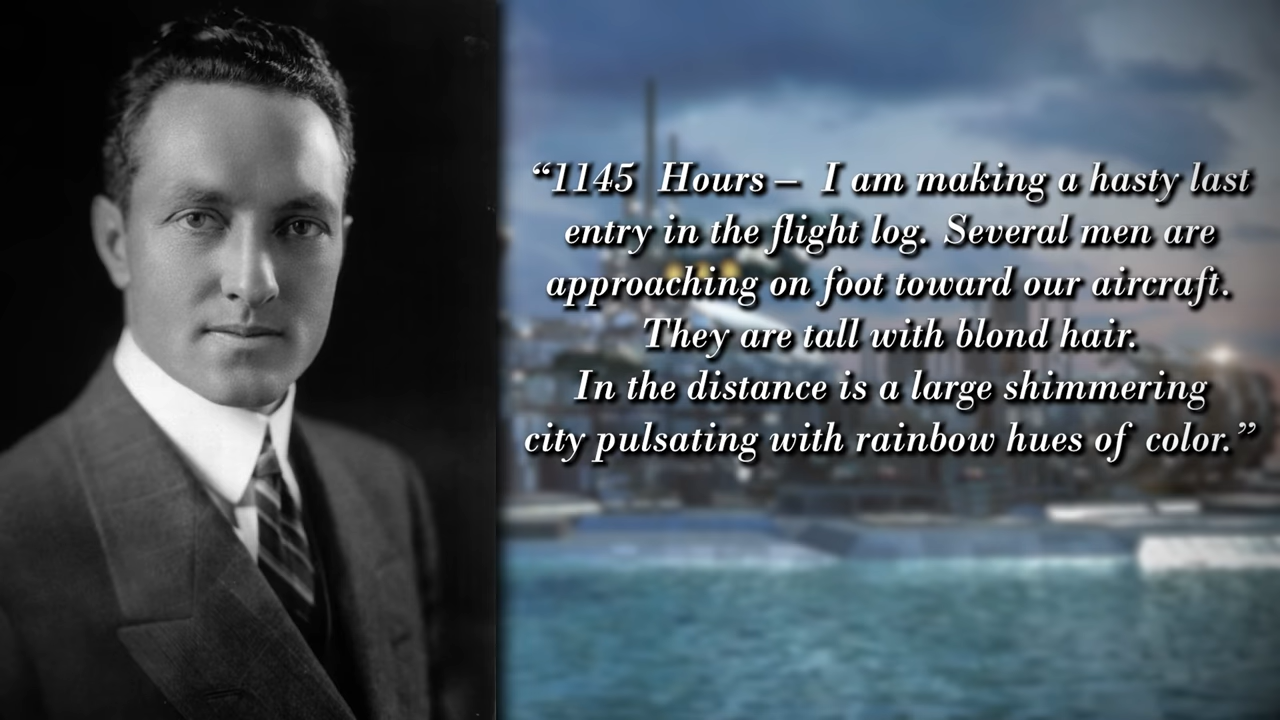 “1145 Hours – I am making a hasty last
entry in the flight log. Several men are
approaching on foot toward our aircraft.
They are tall with blond hair.
In the distance is a large shimmering
city pulsating with rainbow hues of color.”